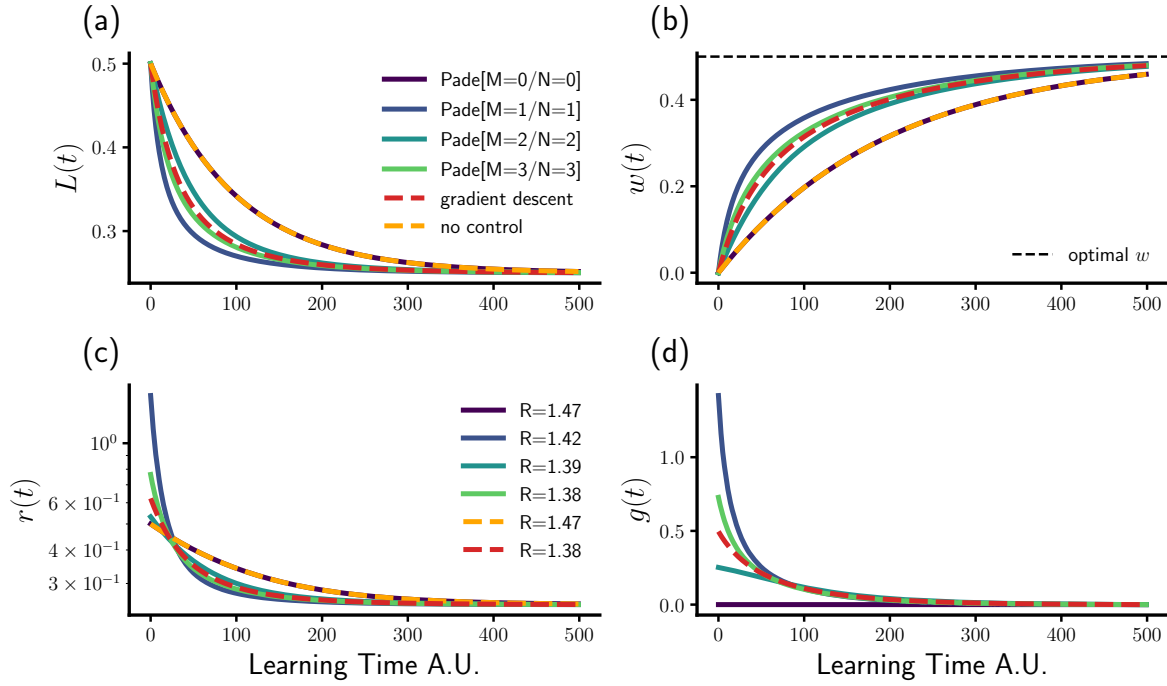 (a)
L(t)
0.5
0.4
0.3
0
100
200
300
400
500
Pade[M=0/N=0]
Pade[M=1/N=1]
Pade[M=2/N=2]
Pade[M=3/N=3]
gradient descent
no control
(b)
w(t)
0.4
0.2
0.0
0
100
200
300
400
500
optimal w
(c)
r(t)
10⁰
6 × 10⁻¹
4 × 10⁻¹
3 × 10⁻¹
0
100
200
300
400
500
Learning Time A.U.
R=1.47
R=1.42
R=1.39
R=1.38
R=1.47
R=1.38
(d)
g(t)
1.0
0.5
0.0
0
100
200
300
400
500
Learning Time A.U.